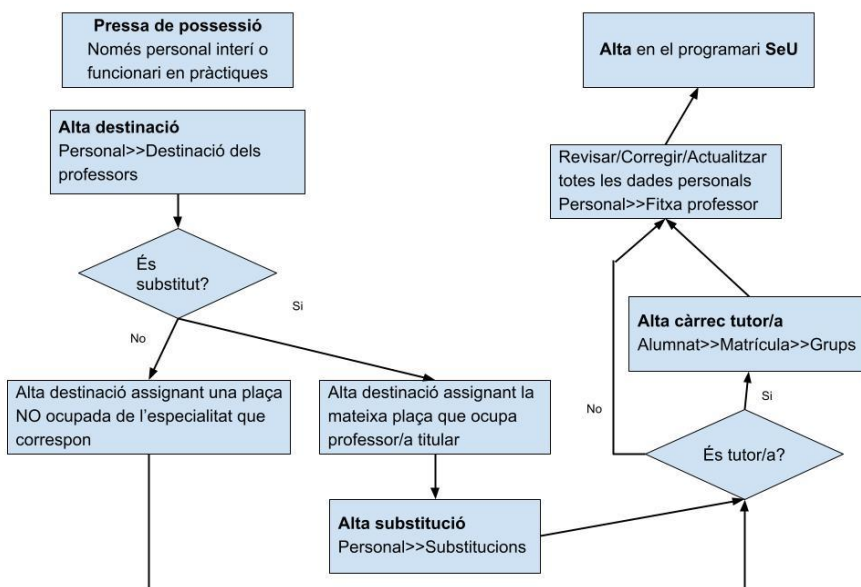 Pressa de possessió
Només personal interí o
funcionari en pràctiques
Alta destinació
Personal>>Destinació dels
professors
És
substitut?
No
Si
Alta destinació assignant una plaça
NO ocupada de l'especialitat que
correspon
Alta destinació assignant la
mateixa plaça que ocupa
professor/a titular
Alta substitució
Personal>>Substitucions
És tutor/a?
No
Si
Alta càrrec tutor/a
Alumnat>>Matrícula>>Grups
Revisar/Corregir/Actualitzar
totes les dades personals
Personal>>Fitxa professor
Alta en el programari SeU